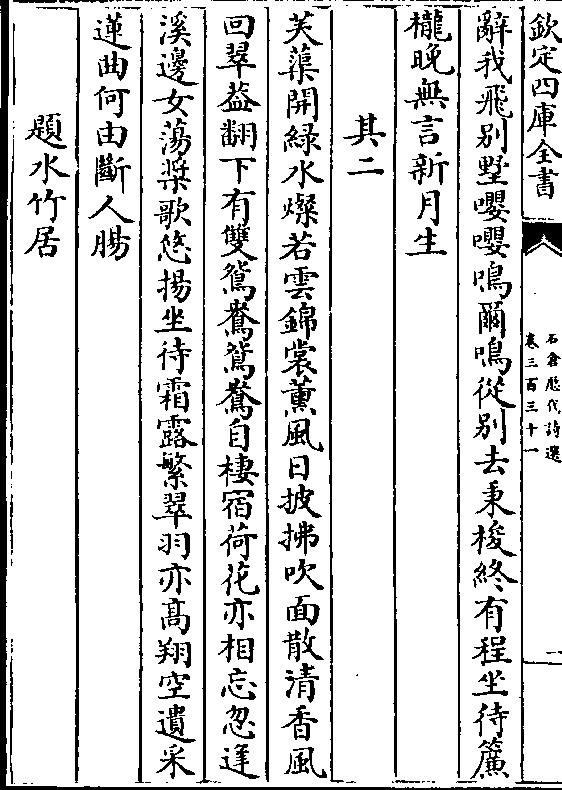 欽定四庫全書
石倉歷代詩選
卷三百三十一
一
辭我飛别墅嚶嚶鳴爾鳴從别去秉梭終有程坐待簾
櫳晚無言新月生
其二
芙蕖開綠水燦若雲錦裳薰風日披拂吹面散清香風
回翠葢翻下有雙鴛鴦鴛鴦自棲宿荷花亦相忘忽逢
溪邊女蕩槳歌悠揚坐待霜露繁翠羽亦高翔空遺采
蓮曲何由斷人腸
題水竹居